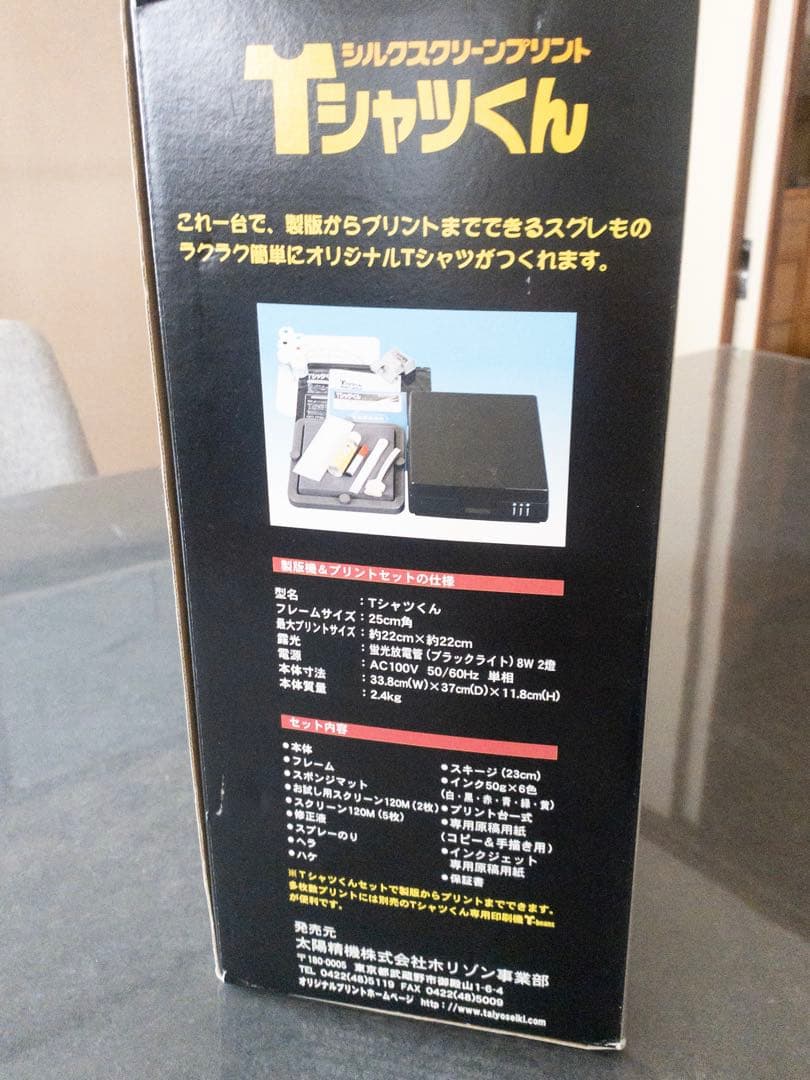 シルクスクリーンプリント
Tシャツくん
これ一台で、製版からプリントまでできるスグレもの
ラクラク簡単にオリジナルTシャツがつくれます。
製版機&プリントセットの仕様
型名 :Tシャツくん
フレームサイズ:25cm角
最大プリントサイズ:約22cm×約22cm
露光 :蛍光放電管(ブラックライト)8W 2燈
電源 :AC100V 50/60Hz 単相
本体寸法 :33.8cm(W)×37cm(D)×11.8cm(H)
本体質量 :2.4kg
セット内容
●本体
●フレーム
●スポンジマット
●お試し用スクリーン120M(2枚)
●スクリーン120M(5枚)
●修正液
●スプレーのり
●ヘラ
●ハケ
●スキージ(23cm)
●インク50g×6色
(白・黒・赤・青・緑・黄)
●プリント台一式
●専用原稿用紙
(コピー&手描き用)
●インクジェット
専用原稿用紙
●保証書
※Tシャツくんセットで製版からプリントまでできます。
多枚数プリントには別売のTシャツくん専用印刷機T-beans
が便利です。
発売元
太陽精機株式会社ホリゾン事業部
〒180-0005 東京都武蔵野市御殿山1-6-4
TEL 0422(48)5119 FAX 0422(48)5009
オリジナルプリントホームページ http://www.taiyoseiki.com